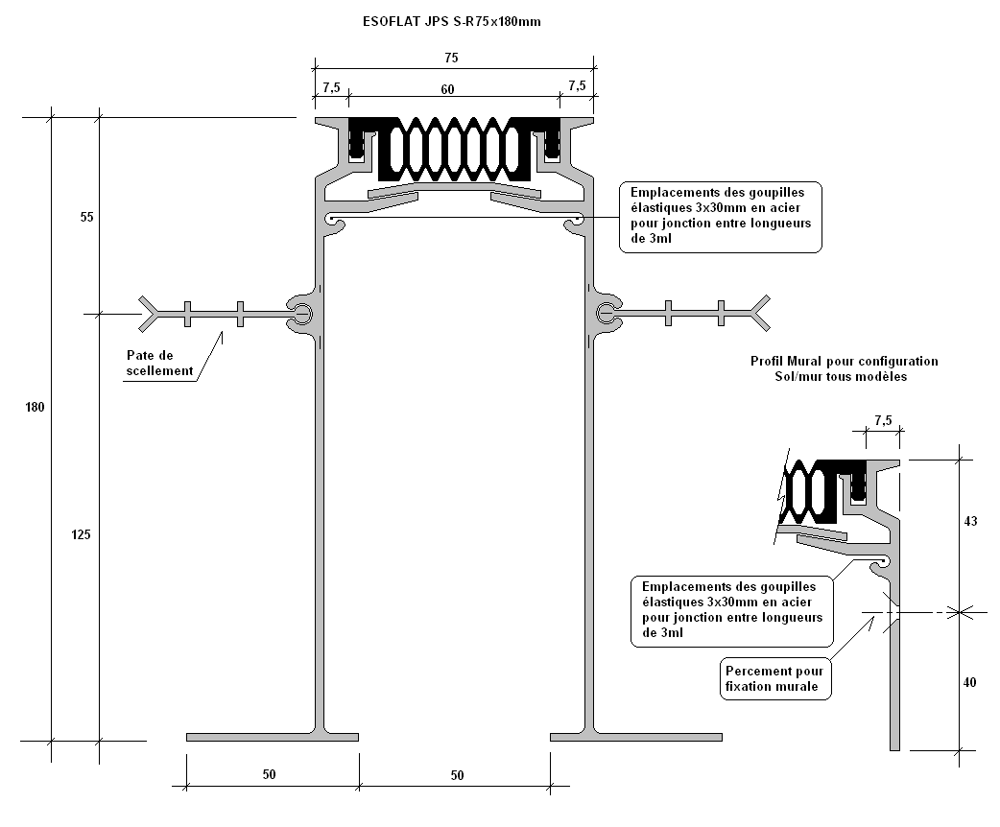 ESOFLAT JPS S-R75x180mm
75
7,5
60
7,5
55
Emplacements des goupilles
élastiques 3x30mm en acier
pour jonction entre longueurs
de 3ml
Pate de
scellement
Profil Mural pour configuration
Sol/mur tous modèles
180
7,5
125
43
Emplacements des goupilles
élastiques 3x30mm en acier
pour jonction entre longueurs
de 3ml
Percement pour
fixation murale
40
50
50